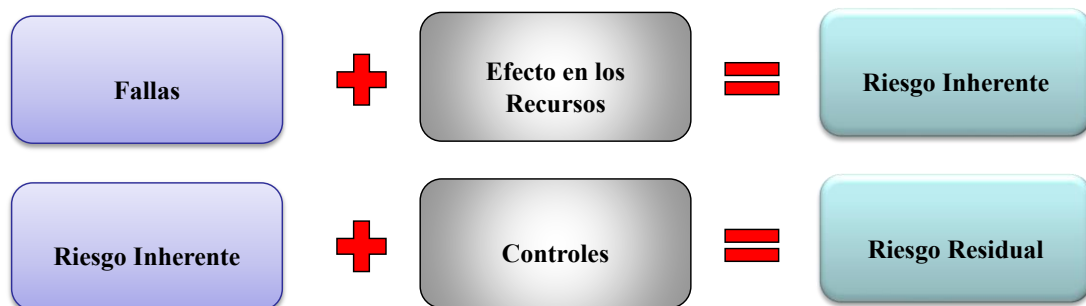 Fallas
Efecto en los
Recursos
Riesgo Inherente
Riesgo Inherente
Controles
Riesgo Residual